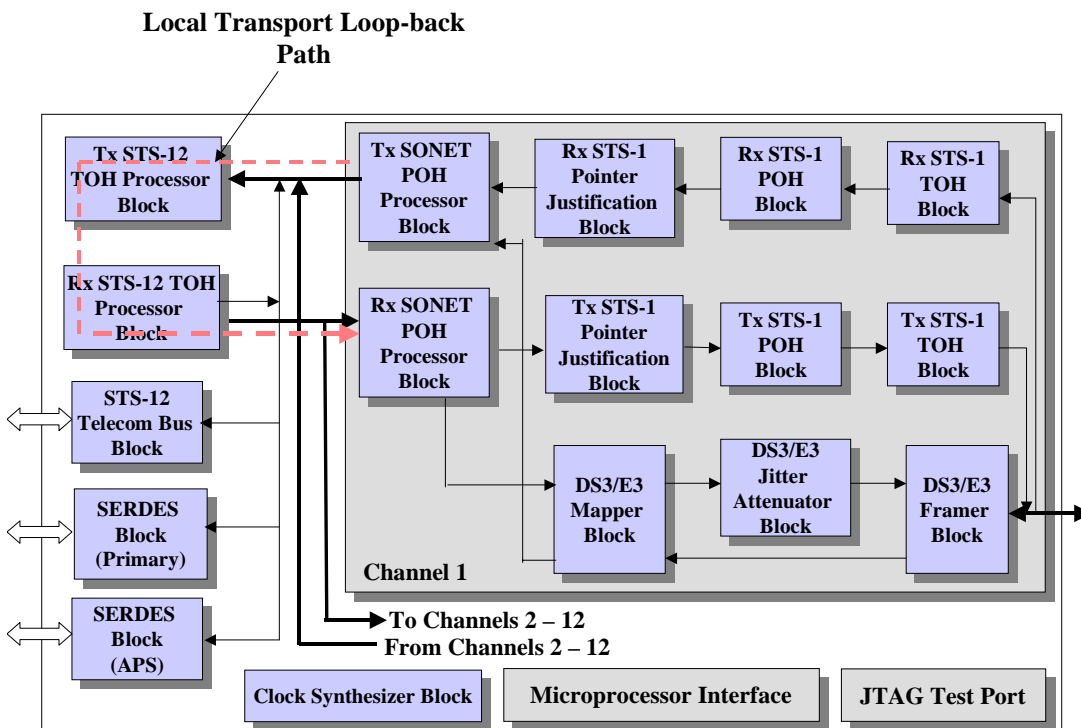 Local Transport Loop-back
Path
Tx STS-12
TOH Processor
Block
Tx SONET
POH
Processor
Block
Rx STS-1
Pointer
Justification
Block
Rx STS-1
POH
Block
Rx STS-1
TOH
Block
Rx STS-12 TOH
Processor
Block
Rx SONET
POH
Processor
Block
Tx STS-1
Pointer
Justification
Block
Tx STS-1
POH
Block
Tx STS-1
TOH
Block
STS-12
Telecom Bus
Block
DS3/E3
Mapper
Block
DS3/E3
Jitter
Attenuator
Block
DS3/E3
Framer
Block
SERDES
Block
(Primary)
Channel 1
SERDES
Block
(APS)
To Channels 2 – 12
From Channels 2 – 12
Clock Synthesizer Block
Microprocessor Interface
JTAG Test Port